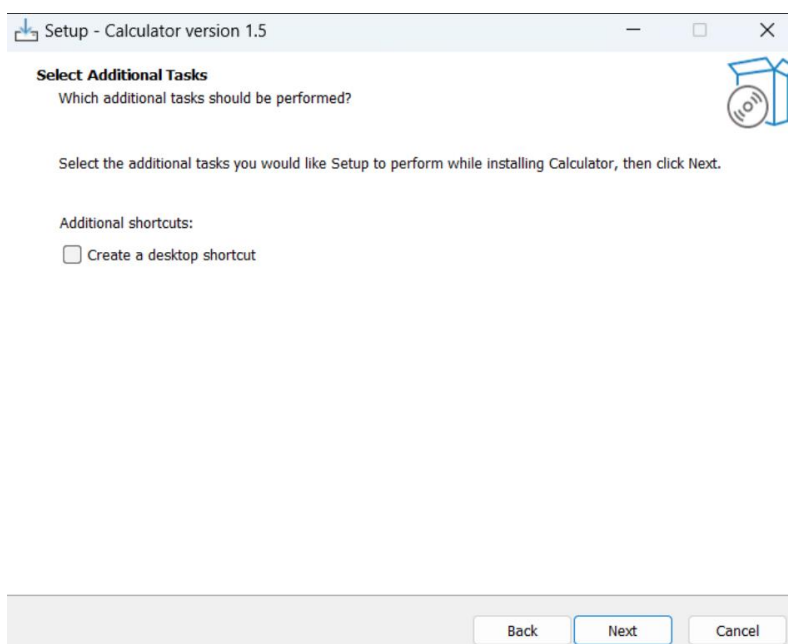 Setup - Calculator version 1.5
Select Additional Tasks
Which additional tasks should be performed?
Select the additional tasks you would like Setup to perform while installing Calculator, then click Next.
Additional shortcuts:
Create a desktop shortcut
Back Next Cancel